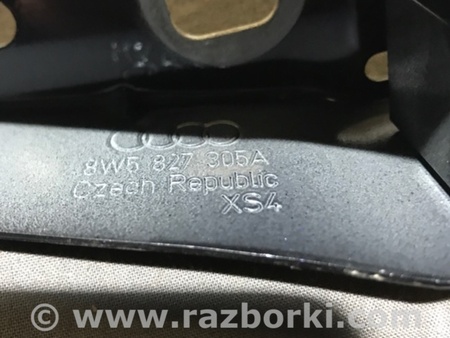 8W5 827 305A
Czech Republic
XS4
© www.razborki.com